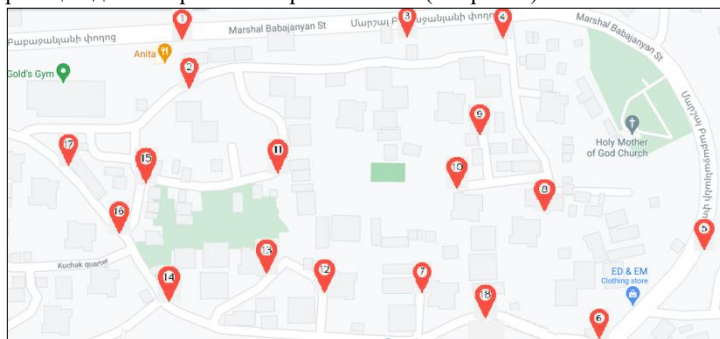 1
3
4
Marshal Babajanyan St
Marshal Babajanyan St
Բաբաջանյանի փողոց
Anita
Gold's Gym
2
9
Holy Mother
of God Church
17
15
11
10
8
16
5
Kuchak quarter
13
14
12
7
18
6
ED & EM
Clothing store